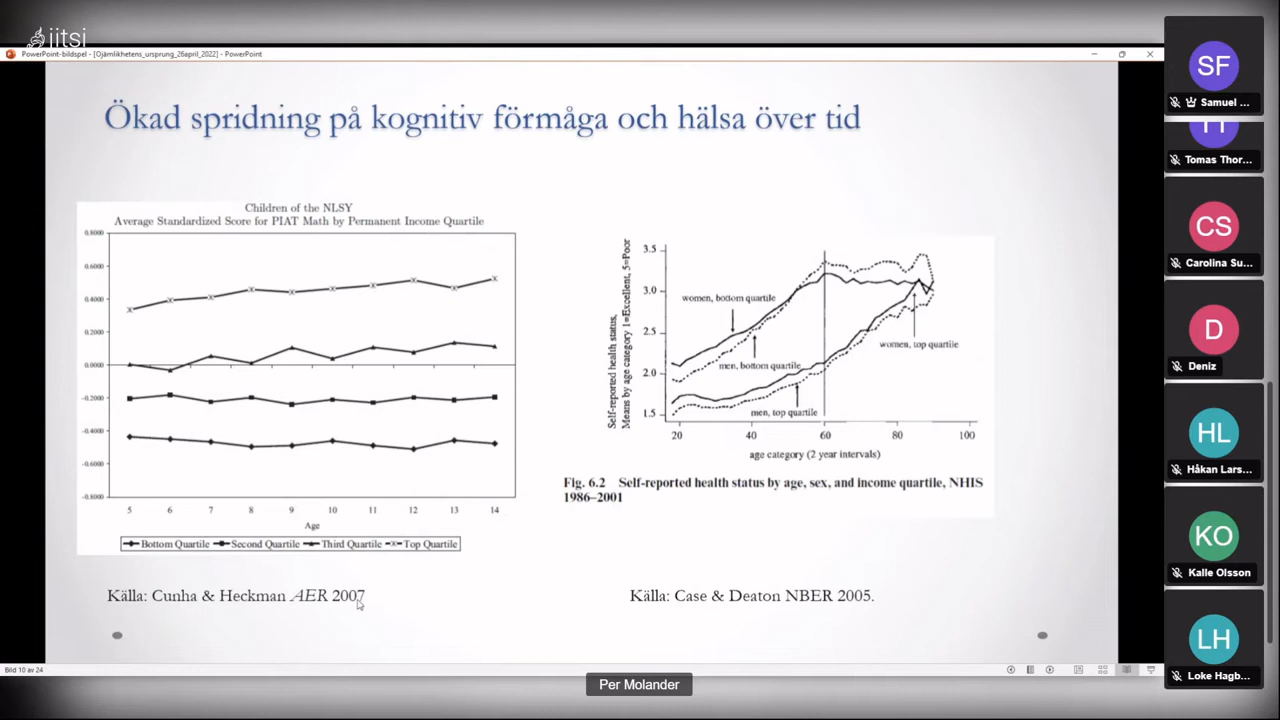 jitsi
PowerPoint-bildspel - [Ojämlikhetens_ursprung_26april_2022] - PowerPoint
Ökad spridning på kognitiv förmåga och hälsa över tid
Children of the NLSY
Average Standardized Score for PIAT Math by Permanent Income Quartile
0.8000
0.6000
0.4000
0.2000
0.0000
-0.2000
-0.4000
-0.6000
-0.8000
5 6 7 8 9 10 11 12 13 14
Age
Bottom Quartile Second Quartile Third Quartile Top Quartile
Källa: Cunha & Heckman AER 2007
Self-reported health status,
Means by age category 1=Excellent, 5=Poor
3.5
3.0
2.5
2.0
1.5
women, bottom quartile
men, bottom quartile
women, top quartile
men, top quartile
20 40 60 80 100
age category (2 year intervals)
Fig. 6.2 Self-reported health status by age, sex, and income quartile, NHIS
1986–2001
Källa: Case & Deaton NBER 2005.
Bild 10 av 24
Per Molander
SF
Samuel ...
TT
Tomas Thor...
CS
Carolina Su...
D
Deniz
HL
Håkan Lars...
KO
Kalle Olsson
LH
Loke Hagb...